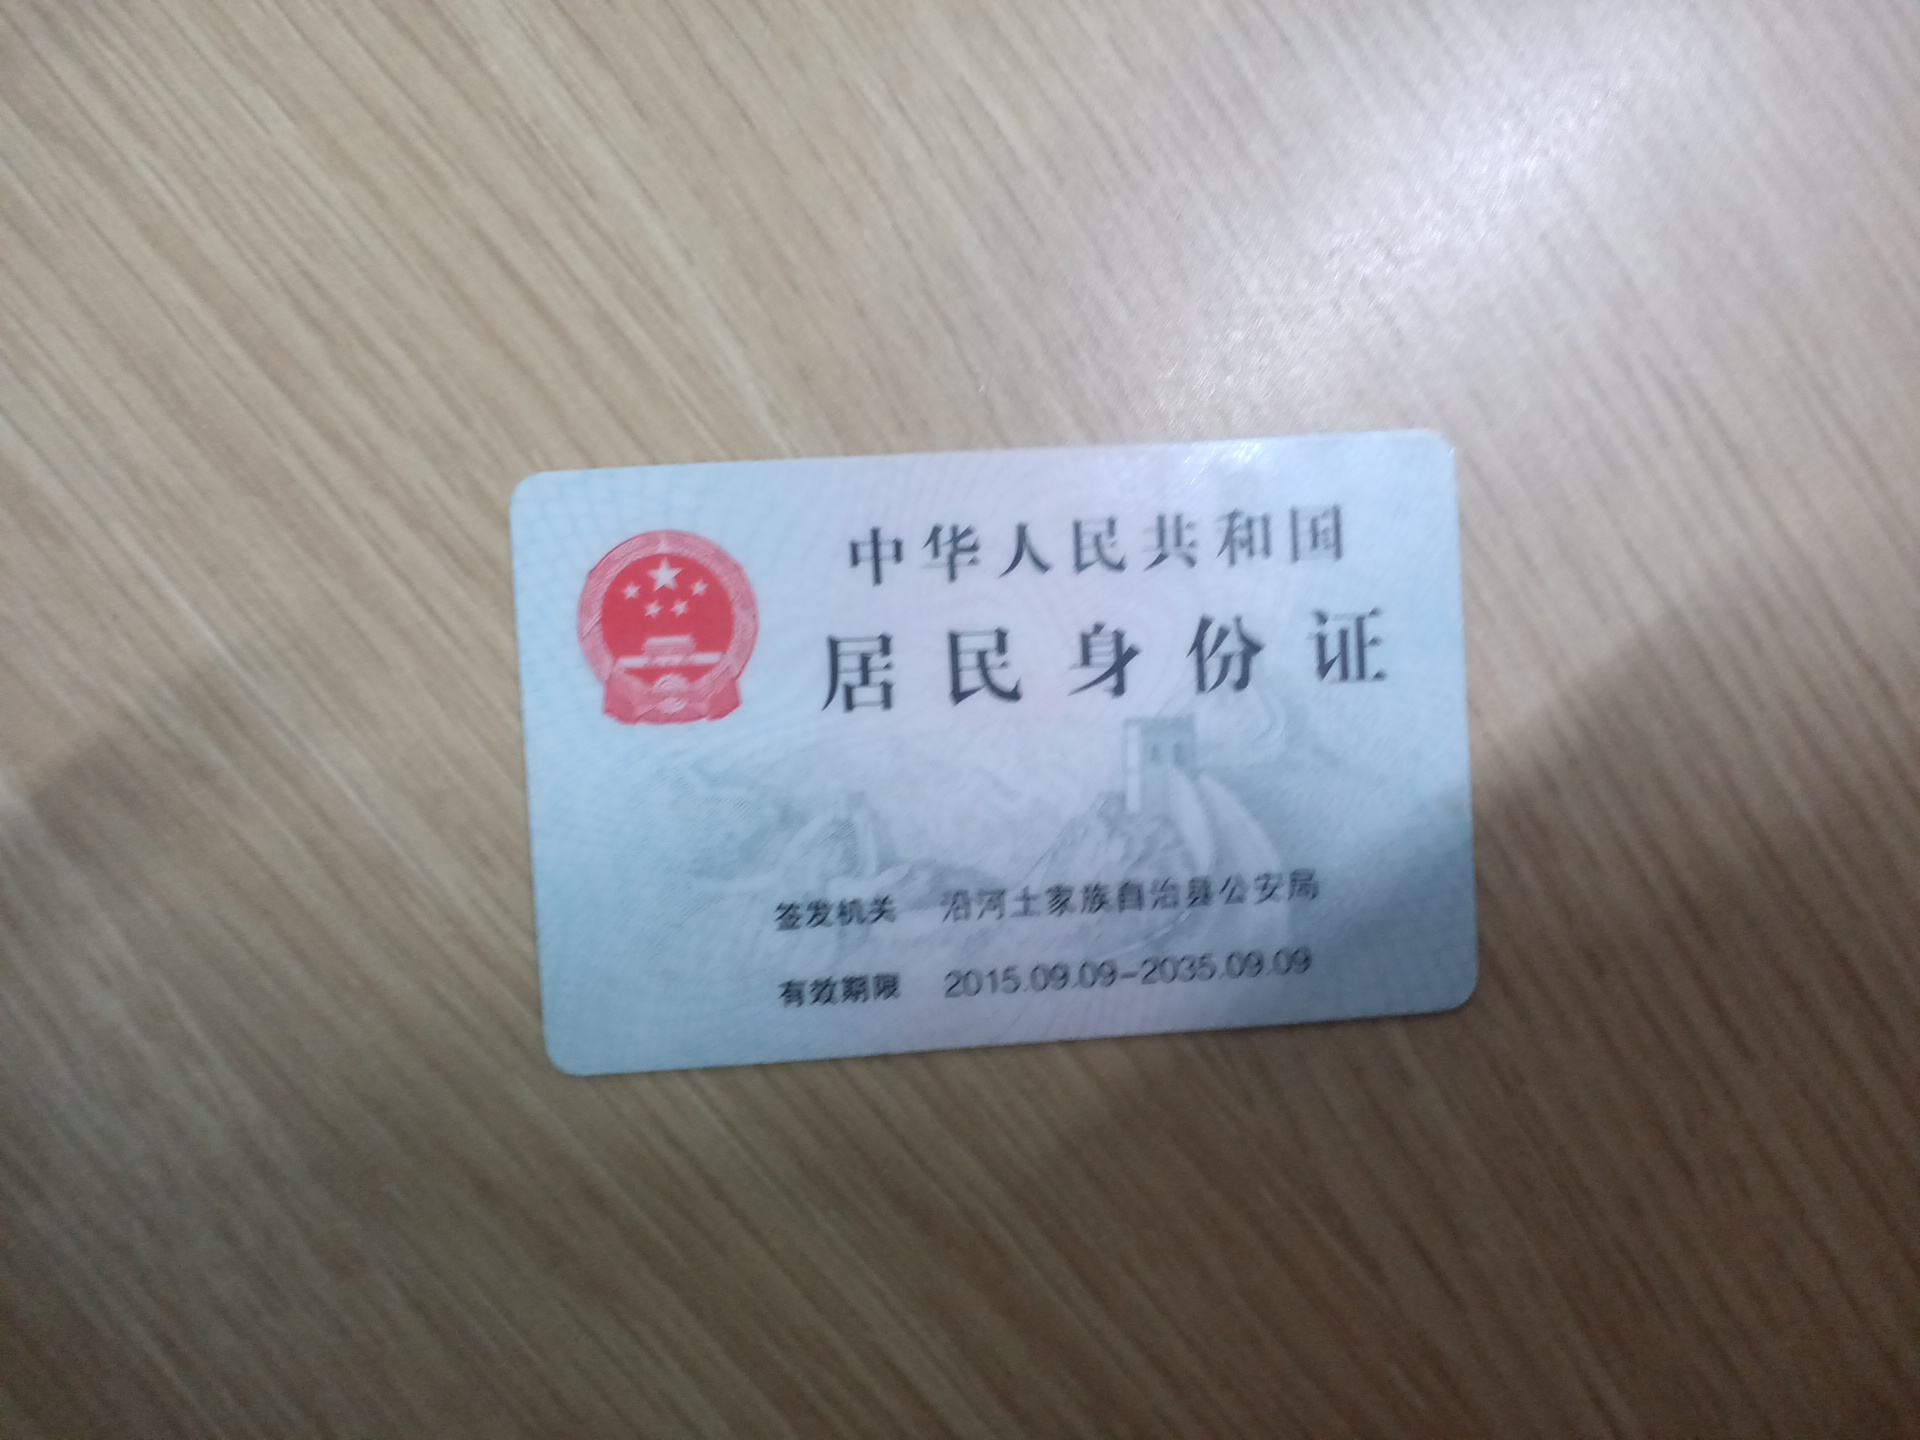 中华人民共和国
居民身份证
签发机关 沿河土家族自治县公安局
有效期限 2015.09.09-2035.09.09